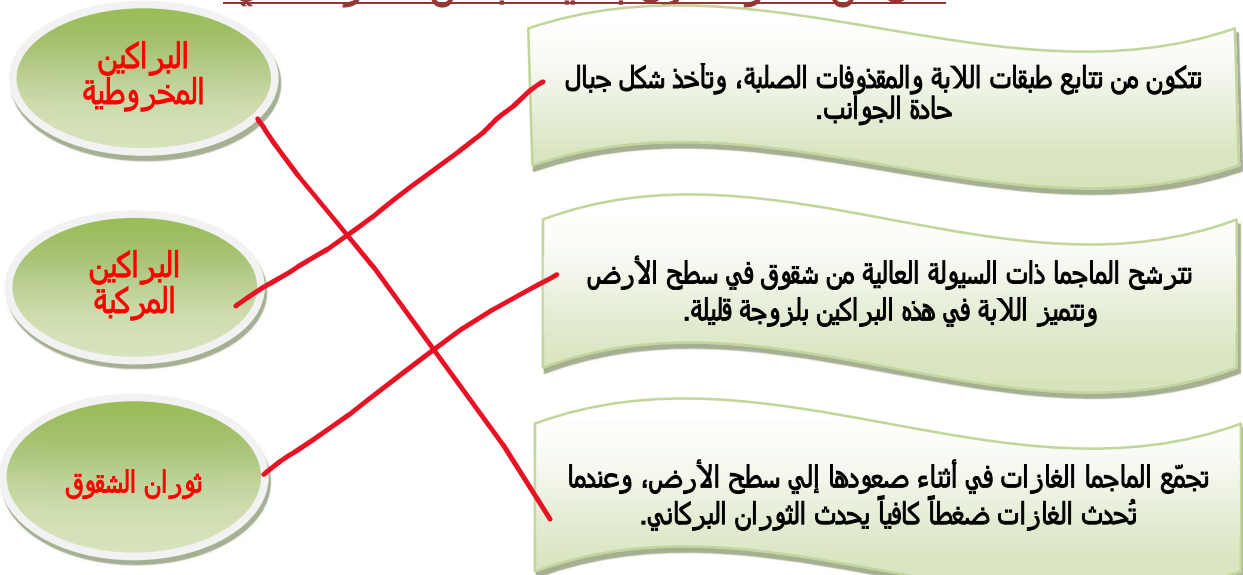 تتكون من تتابع طبقات اللابة والمقذوفات الصلبة، وتأخذ شكل جبال
حادة الجوانب.
البراكين
المخروطية
تترشح الماجما ذات السيولة العالية من شقوق في سطح الأرض
وتتميز اللابة في هذه البراكين بلزوجة قليلة.
البراكين
المركبة
تجمّع الماجما الغازات في أثناء صعودها إلي سطح الأرض، وعندما
تُحدث الغازات ضغطاً كافياً يحدث الثوران البركاني.
ثوران الشقوق